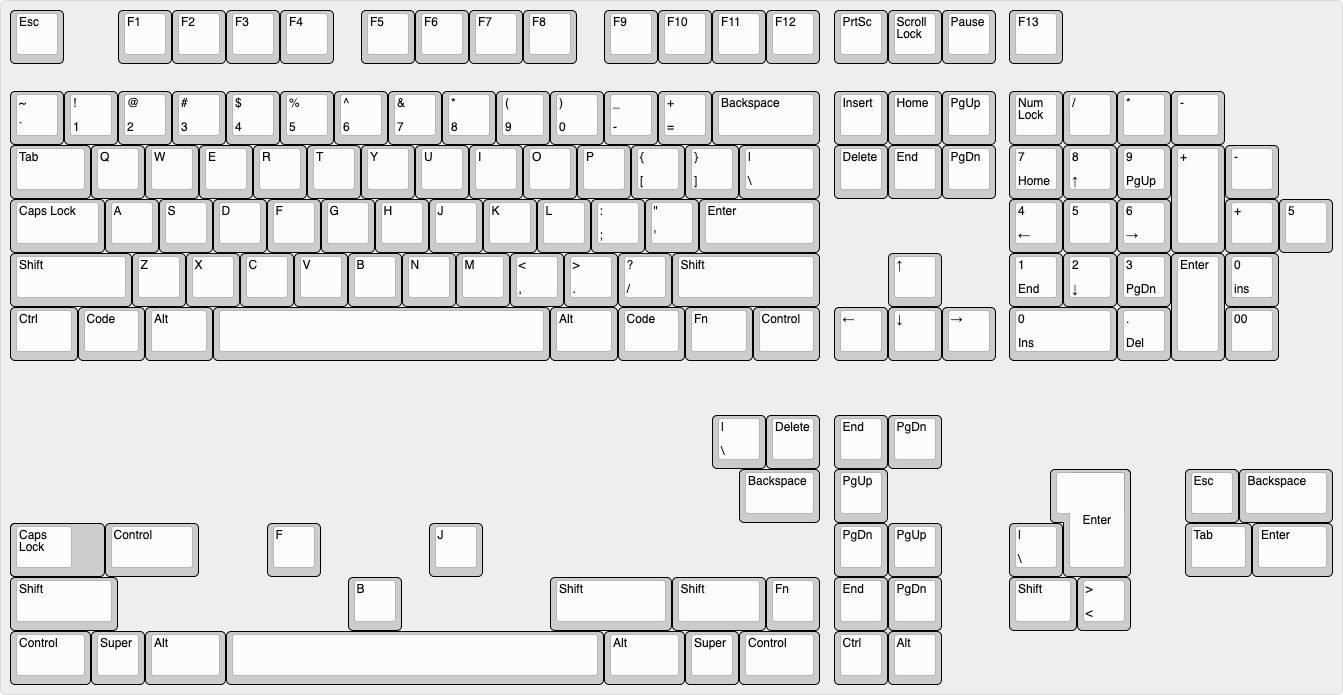 Esc F1 F2 F3 F4 F5 F6 F7 F8 F9 F10 F11 F12 PrtSc Scroll Pause F13
Lock
~ ! @ # $ % ^ & * ( ) _ + Backspace Insert Home PgUp Num / * -
Lock
` 1 2 3 4 5 6 7 8 9 0 - =
Tab Q W E R T Y U I O P { } | Delete End PgDn 7 8 9 + -
[ ] \ Home ↑ PgUp
Caps Lock A S D F G H J K L : " Enter 4 5 6 + 5
; ' ← →
Shift Z X C V B N M < > ? Shift ↑ 1 2 3 Enter 0
, . / End ↓ PgDn ins
Ctrl Code Alt Alt Code Fn Control ← ↓ → 0 . 00
Ins Del
| Delete End PgDn
\
Backspace PgUp Esc Backspace
Enter
Caps Control F J PgDn PgUp | Tab Enter
Lock
\
Shift B Shift Shift Fn End PgDn Shift >
<
Control Super Alt Alt Super Control Ctrl Alt